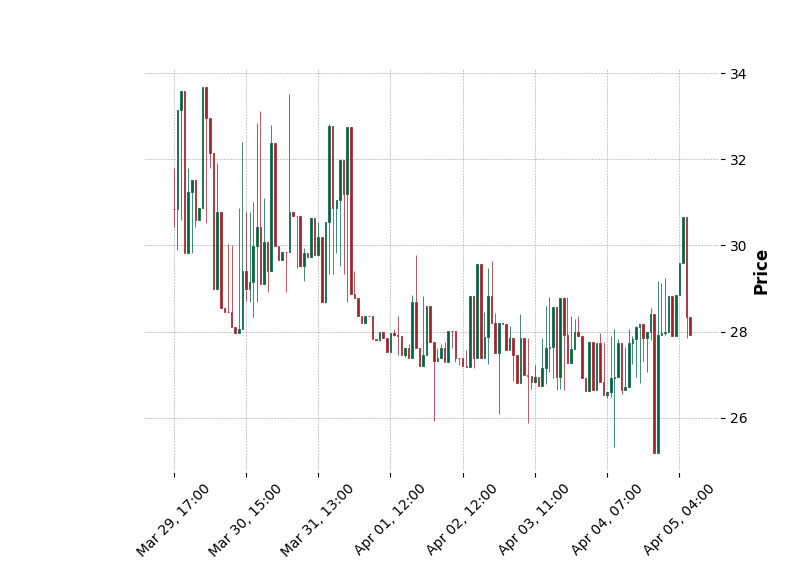 34
32
30
28
26
Price
Mar 29, 17:00
Mar 30, 15:00
Mar 31, 13:00
Apr 01, 12:00
Apr 02, 12:00
Apr 03, 11:00
Apr 04, 07:00
Apr 05, 04:00